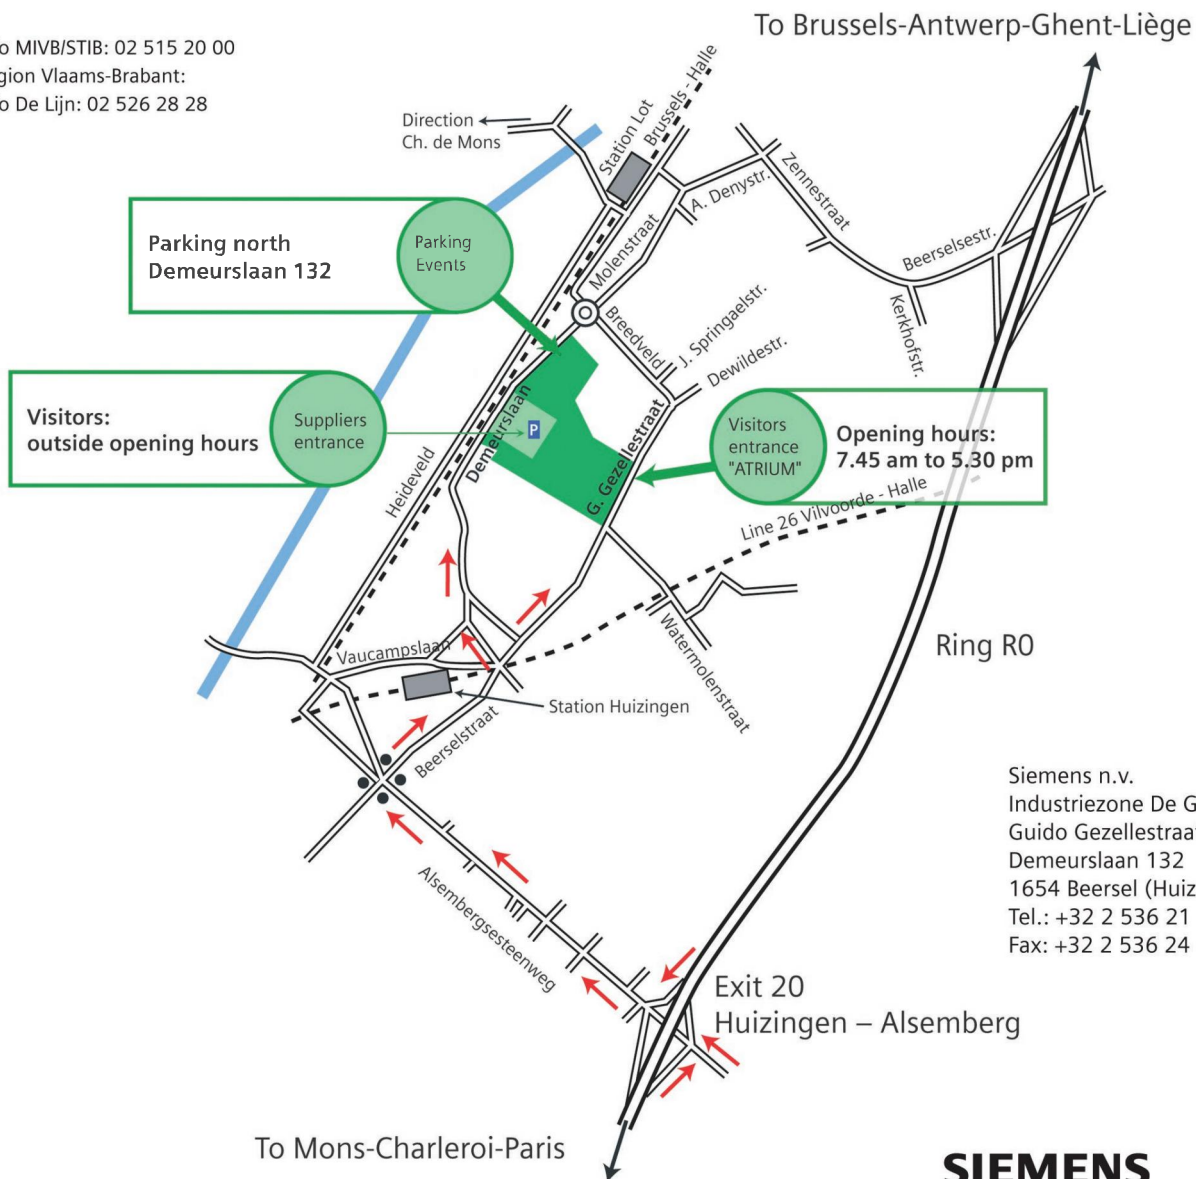 To Brussels-Antwerp-Ghent-Liège
MIVB/STIB: 02 515 20 00
Vlaams-Brabant:
De Lijn: 02 526 28 28
Direction
Ch. de Mons
Station Lot
Brussels - Halle
A. Denystr.
Zennestraat
Molenstraat
Beerselsestr.
Kerkhofstr.
Parking north
Demeurslaan 132
Parking
Events
Breedveld
J. Springaelstr.
Dewildestr.
Visitors:
outside opening hours
Suppliers
entrance
P
Demeurslaan
Heideveld
G. Gezellestraat
Visitors
entrance
"ATRIUM"
Opening hours:
7.45 am to 5.30 pm
Line 26 Vilvoorde - Halle
Ring R0
Vaucampslaan
Watermolenstraat
Station Huizingen
Beerselstraat
Siemens n.v.
Industriezone De
Guido
Demeurslaan 132
1654 Beersel
Tel.: +32 2 536 21
Fax: +32 2 536 24
Alsembergsesteenweg
Exit 20
Huizingen – Alsemberg
To Mons-Charleroi-Paris
SIEMENS